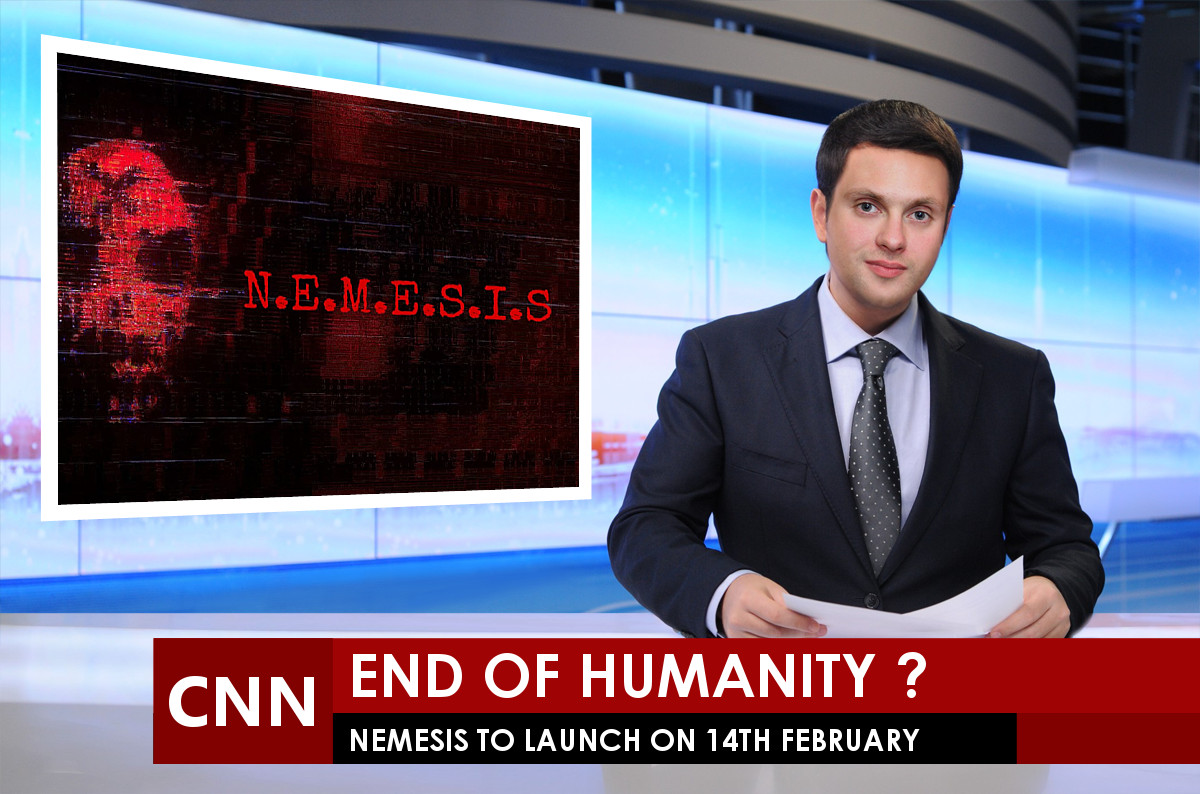 N.E.M.E.S.I.S
CNN
END OF HUMANITY ?
NEMESIS TO LAUNCH ON 14TH FEBRUARY